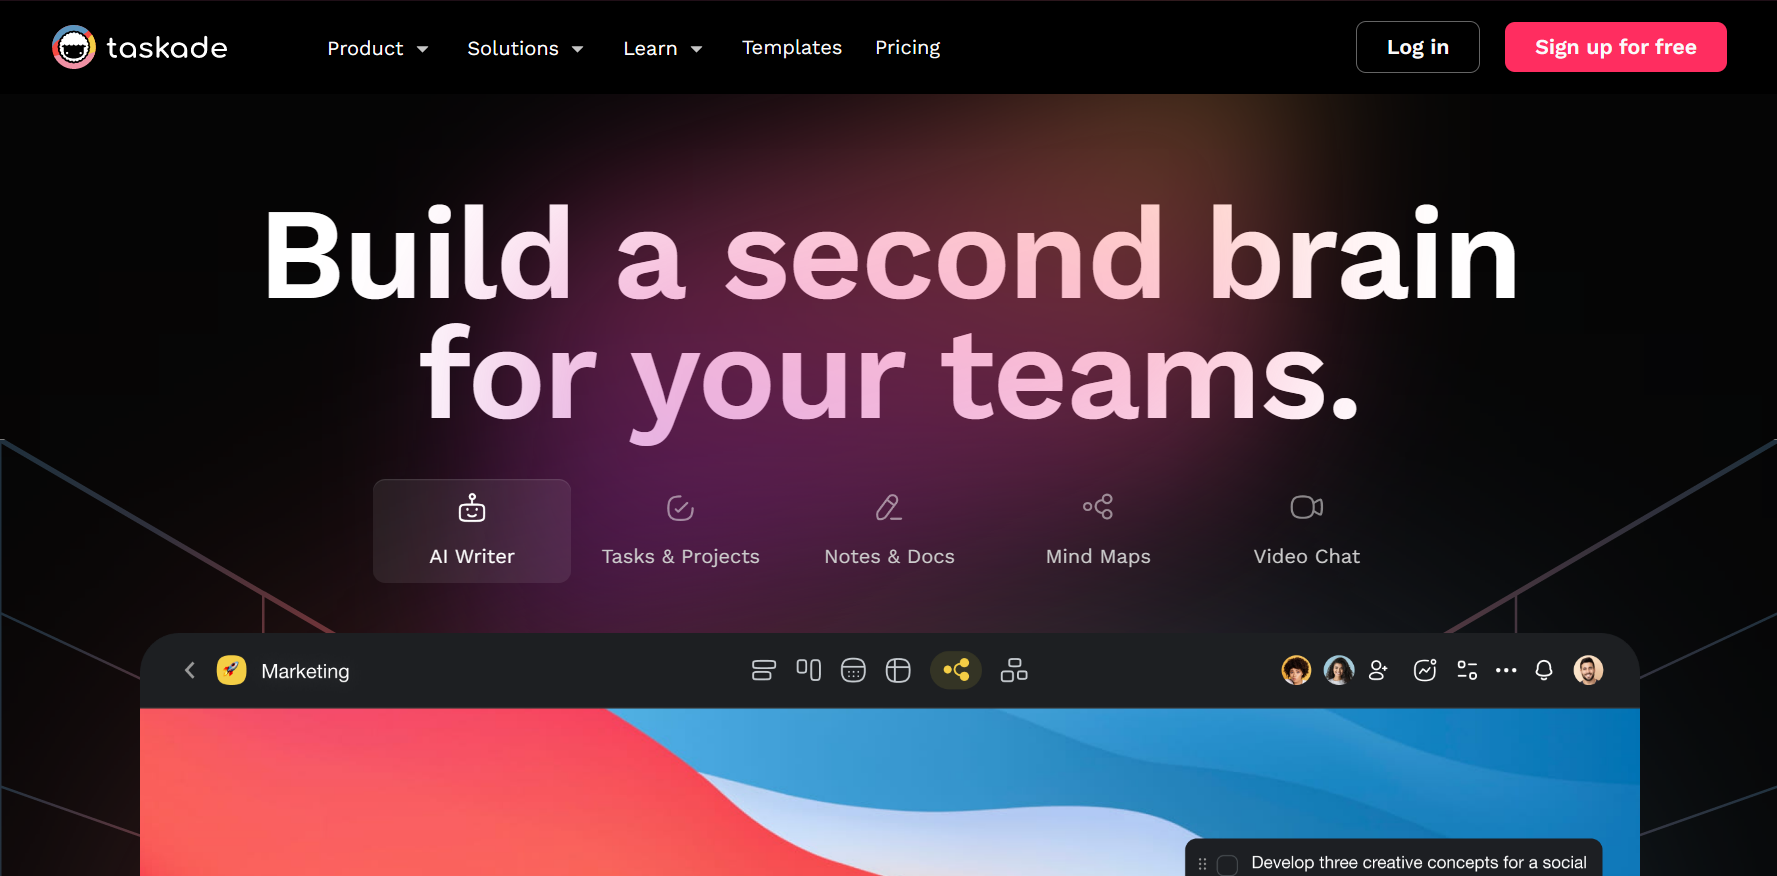 taskade
Product
Solutions
Learn
Templates
Pricing
Log in
Sign up for free
Build a second brain
for your teams.
AI Writer
Tasks & Projects
Notes & Docs
Mind Maps
Video Chat
Marketing
Develop three creative concepts for a social